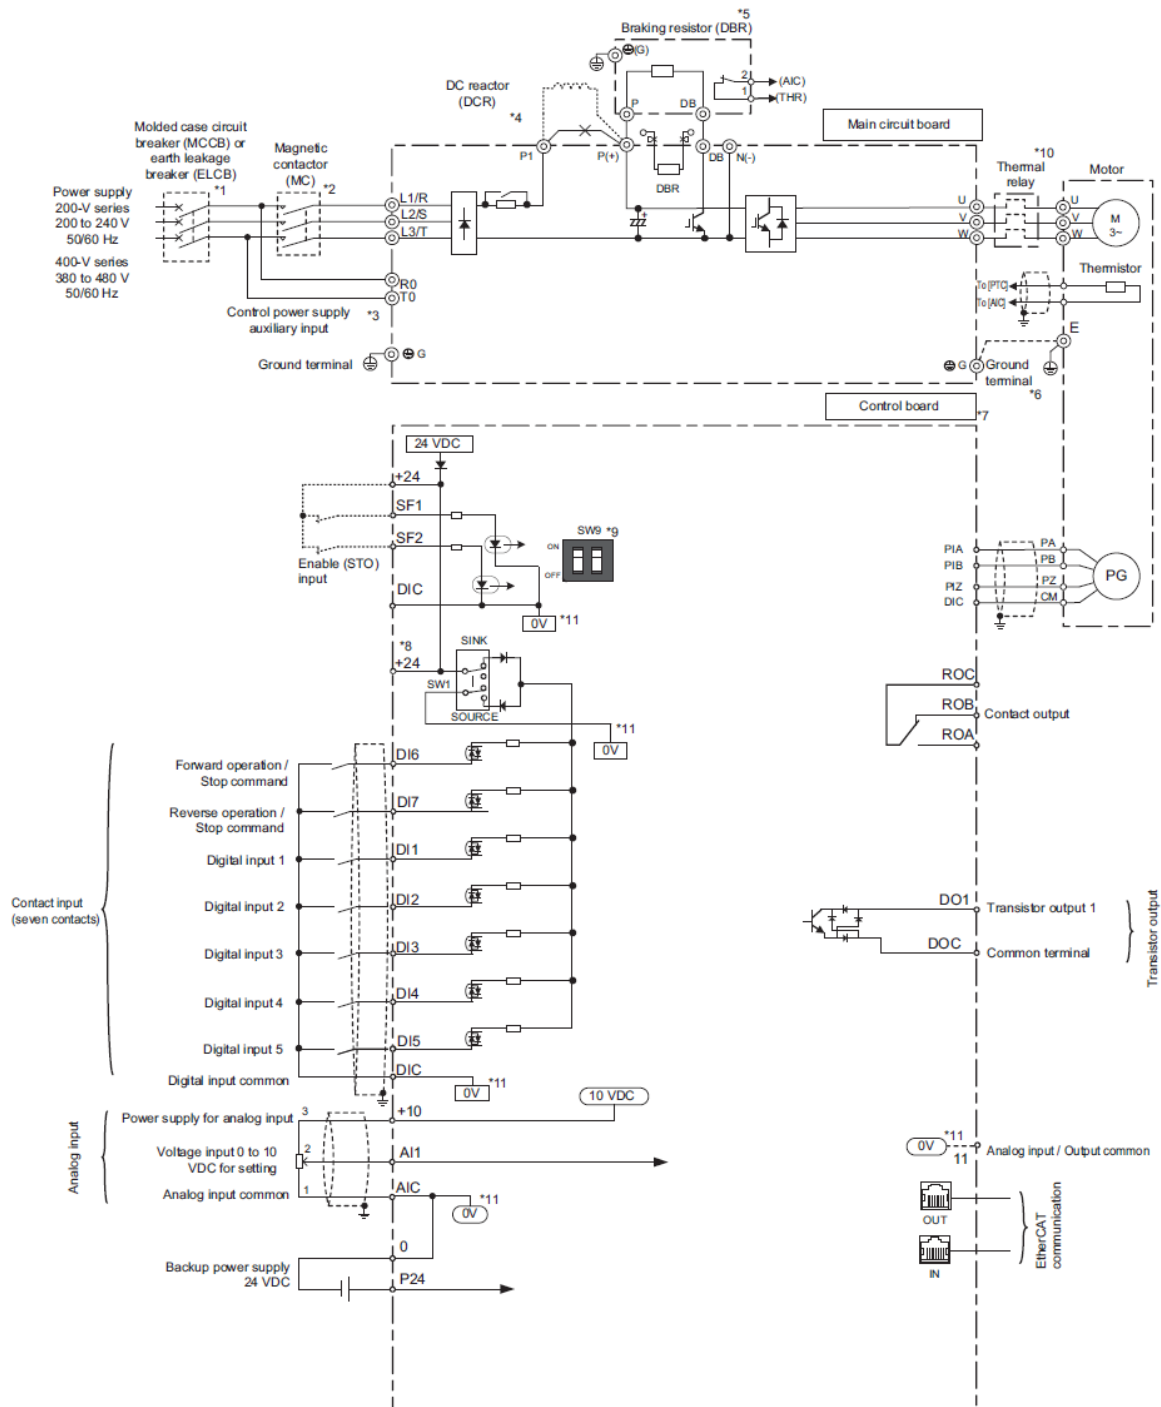 *5
Braking resistor (DBR)
(G)
2
(AIC)
1
(THR)
DC reactor
(DCR)
*4
P
DB
Main circuit board
Molded case circuit
breaker (MCCB) or
earth leakage
breaker (ELCB)
*1
Magnetic
contactor
(MC)
*2
P1
P(+)
DB
N(-)
DBR
*10
Thermal
relay
Motor
Power supply
200-V series
200 to 240 V
50/60 Hz
400-V series
380 to 480 V
50/60 Hz
L1/R
L2/S
L3/T
+
U
V
W
U
V
W
M
3~
R0
T0
Control power supply
auxiliary input
*3
Thermistor
To [PTC]
To [AIC]
E
Ground terminal
G
G
Ground
terminal
*6
Control board
*7
24 VDC
+24
SF1
SF2
Enable (STO)
input
SW9 *9
ON
OFF
DIC
0V
*11
PIA
PIB
PIZ
DIC
PA
PB
PZ
CM
PG
*8
+24
SINK
SW1
SOURCE
*11
0V
ROC
ROB
ROA
Contact output
Contact input
(seven contacts)
Forward operation /
Stop command
DI6
Reverse operation /
Stop command
DI7
Digital input 1
DI1
Digital input 2
DI2
Digital input 3
DI3
Digital input 4
DI4
Digital input 5
DI5
Digital input common
DIC
0V
*11
DO1
Transistor output 1
DOC
Common terminal
Transistor output
Analog input
Power supply for analog input
3
+10
10 VDC
Voltage input 0 to 10
VDC for setting
2
AI1
Analog input common
1
AIC
*11
0V
0V
*11
11
Analog input / Output common
OUT
IN
EtherCAT
communication
0
Backup power supply
24 VDC
P24